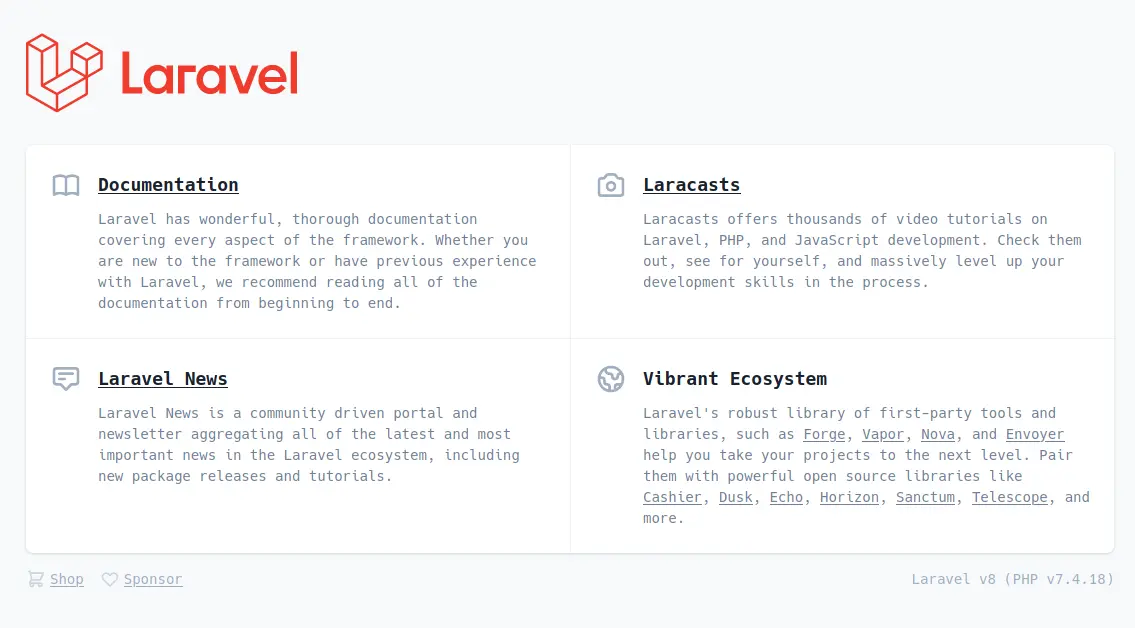 Laravel
Documentation
Laravel has wonderful, thorough documentation
covering every aspect of the framework. Whether you
are new to the framework or have previous experience
with Laravel, we recommend reading all of the
documentation from beginning to end.
Laracasts
Laracasts offers thousands of video tutorials on
Laravel, PHP, and JavaScript development. Check them
out, see for yourself, and massively level up your
development skills in the process.
Laravel News
Laravel News is a community driven portal and
newsletter aggregating all of the latest and most
important news in the Laravel ecosystem, including
new package releases and tutorials.
Vibrant Ecosystem
Laravel's robust library of first-party tools and
libraries, such as Forge, Vapor, Nova, and Envoyer
help you take your projects to the next level. Pair
them with powerful open source libraries like
Cashier, Dusk, Echo, Horizon, Sanctum, Telescope, and
more.
Shop Sponsor
Laravel v8 (PHP v7.4.18)